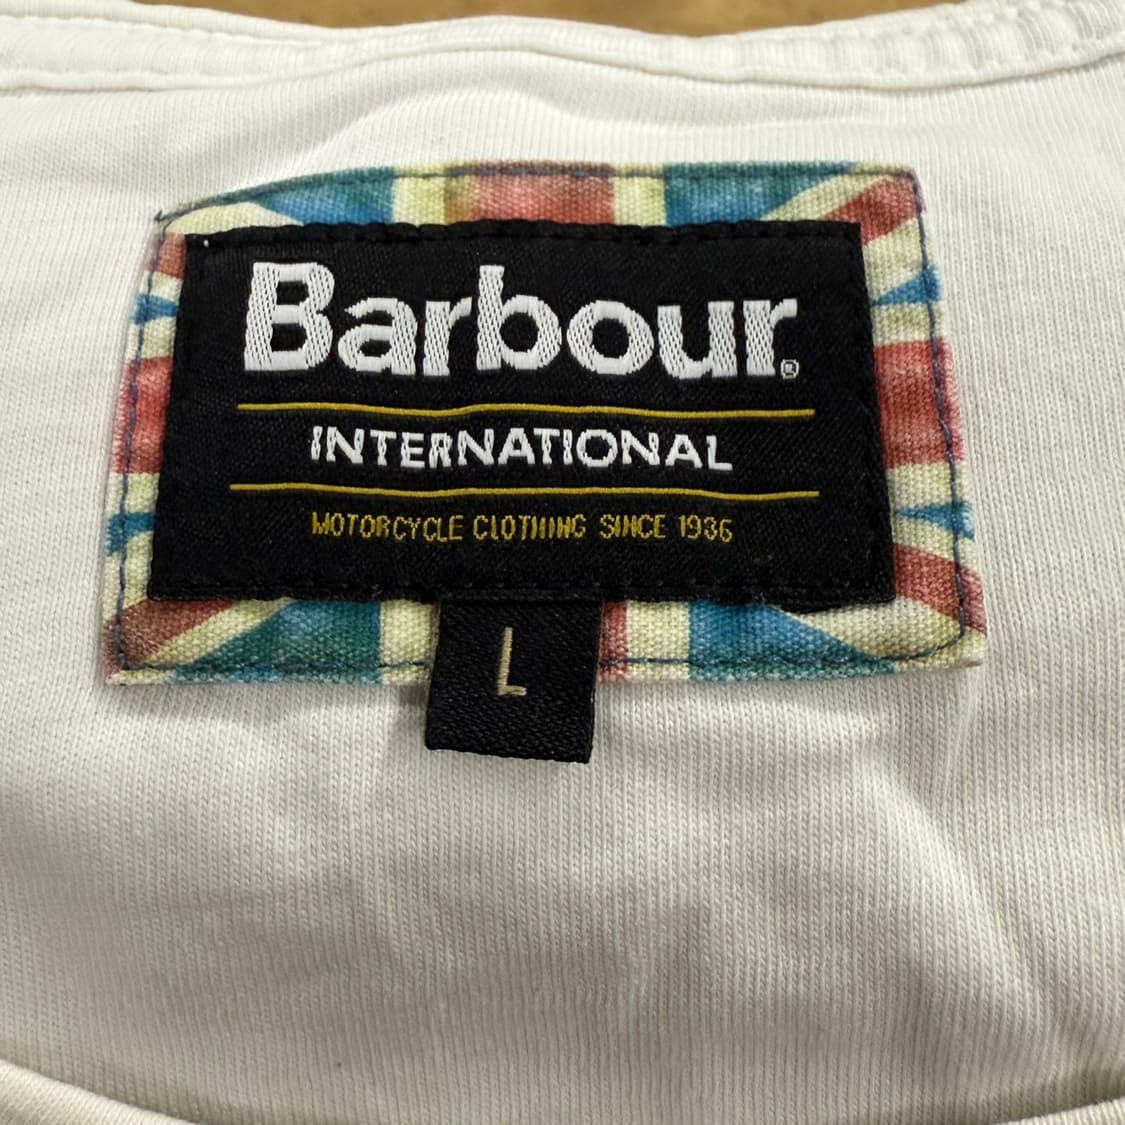 Barbour®
INTERNATIONAL
MOTORCYCLE CLOTHING SINCE 1936
L